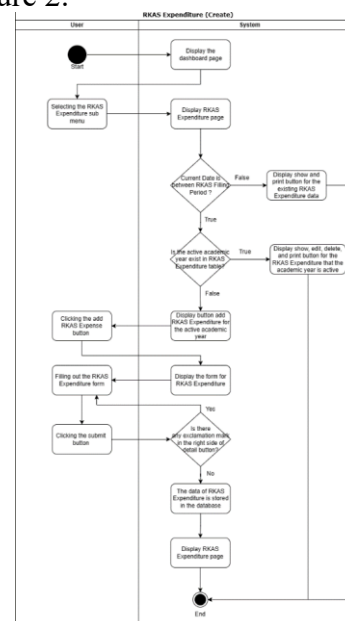 ure 2.
RKAS Expenditure (Create)
User
System
Start
Display the
dashboard page
Selecting the RKAS
Expenditure sub
menu
Display RKAS
Expenditure page
Current Date is
between RKAS Filling
Period ?
False
Display show and
print button for the
existing RKAS
Expenditure data
True
Is the active academic
year exist in RKAS
Expenditure table?
True
Display show, edit, delete,
and print button for the
RKAS Expenditure that the
academic year is active
False
Clicking the add
RKAS Expense
button
Display button add
RKAS Expenditure for
the active academic
year
Filling out the RKAS
Expenditure form
Display the form for
RKAS Expenditure
Yes
Clicking the submit
button
Is there
any exclamation mark
in the right side of
detail button?
No
The data of RKAS
Expenditure is stored
in the database
Display RKAS
Expenditure page
End